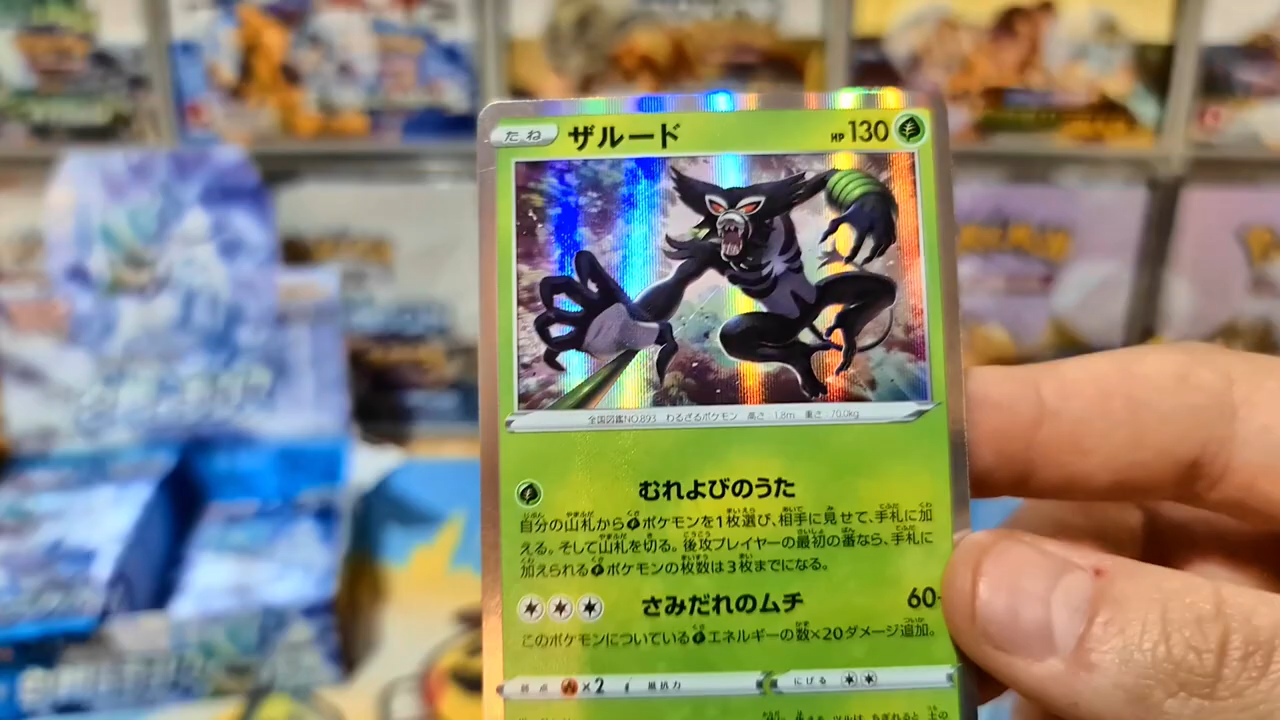 たね ザルード HP 130
全国図鑑NO.893 わるざるポケモン 高さ:1.8m 重さ:70.0kg
むれよびのうた
自分の山札からポケモンを1枚選び、相手に見せて、手札に加
える。そして山札を切る。後攻プレイヤーの最初の番なら、手札に
加えられるポケモンの枚数は3枚までになる。
さみだれのムチ 60
このポケモンについているエネルギーの数×20ダメージ追加。
弱点 ×2 抵抗力 にげる